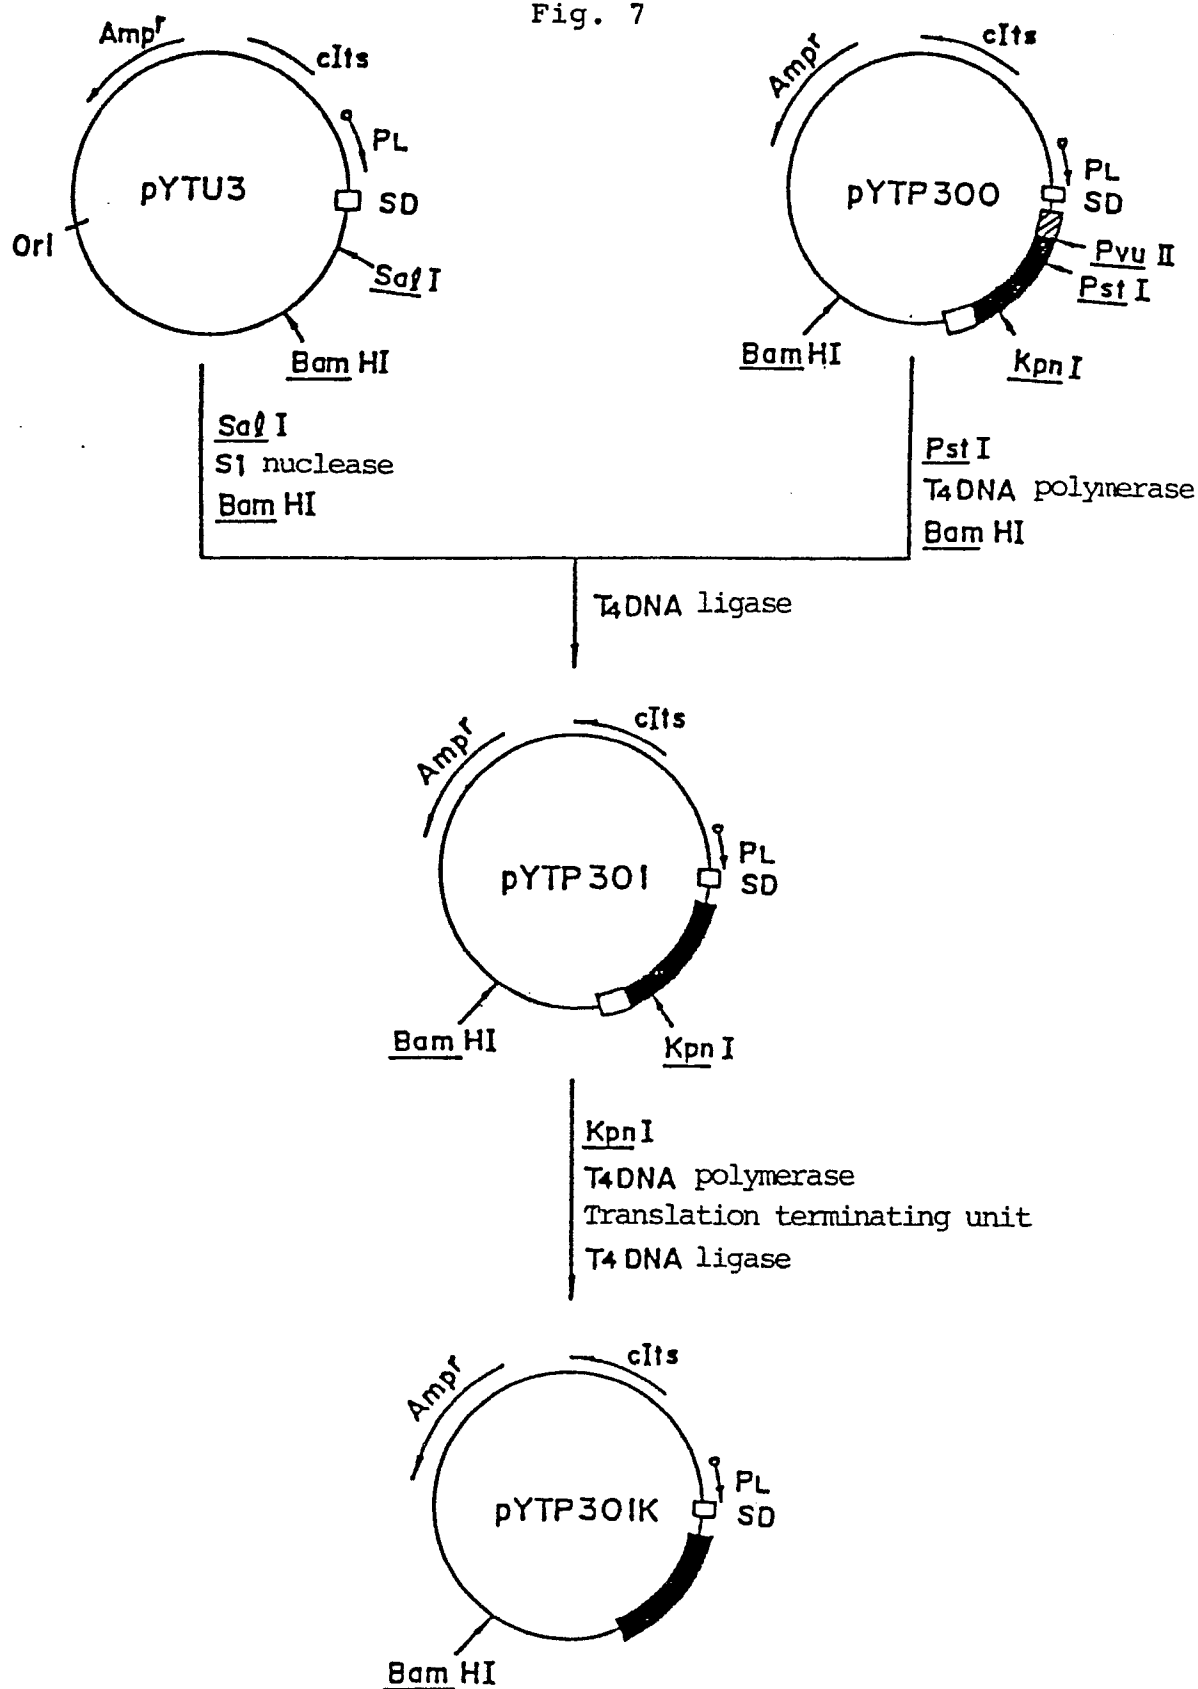 Fig. 7
Ampr
cIts
PL
pYTU3
SD
Ori
Sal I
Bam HI
Ampr
cIts
PL
pYTP300
SD
Pvu II
Pst I
Bam HI
Kpn I
Sal I
S1 nuclease
Bam HI
Pst I
T4DNA polymerase
Bam HI
T4DNA ligase
Ampr
cIts
PL
pYTP301
SD
Bam HI
Kpn I
Kpn I
T4DNA polymerase
Translation terminating unit
T4 DNA ligase
Ampr
cIts
PL
pYTP301K
SD
Bam HI